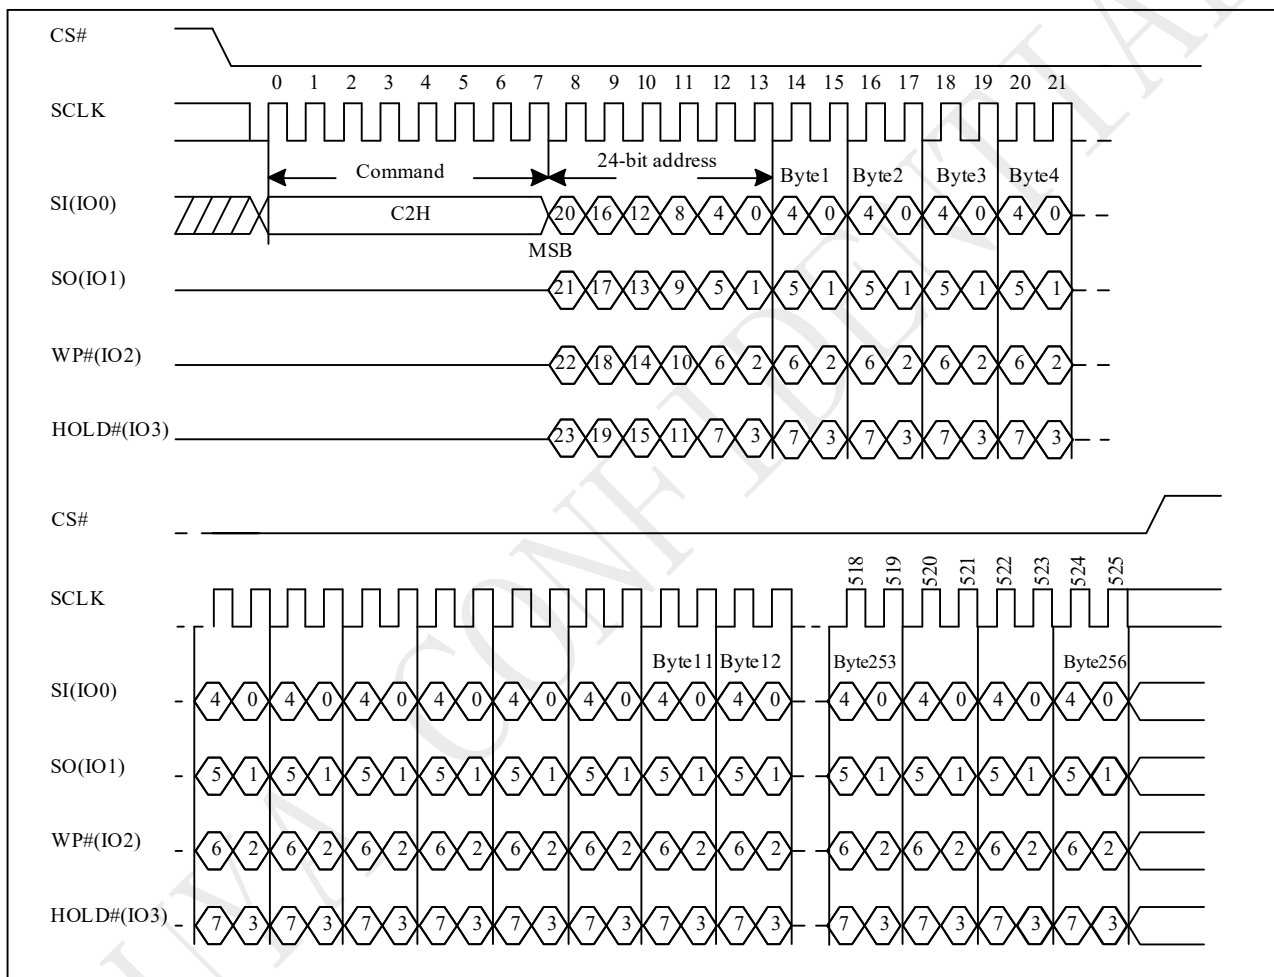 CS#
0 1 2 3 4 5 6 7 8 9 10 11 12 13 14 15 16 17 18 19 20 21
SCLK
Command 24-bit address Byte1 Byte2 Byte3 Byte4
SI(IO0) C2H 20 16 12 8 4 0 4 0 4 0 4 0 4 0
MSB
SO(IO1) 21 17 13 9 5 1 5 1 5 1 5 1 5 1
WP#(IO2) 22 18 14 10 6 2 6 2 6 2 6 2 6 2
HOLD#(IO3) 23 19 15 11 7 3 7 3 7 3 7 3 7 3
CS#
518 519 520 521 522 523 524 525
SCLK
Byte11 Byte12 Byte253 Byte256
SI(IO0) 4 0 4 0 4 0 4 0 4 0 4 0 4 0 4 0 4 0 4 0 4 0 4 0
SO(IO1) 5 1 5 1 5 1 5 1 5 1 5 1 5 1 5 1 5 1 5 1 5 1 5 1
WP#(IO2) 6 2 6 2 6 2 6 2 6 2 6 2 6 2 6 2 6 2 6 2 6 2 6 2
HOLD#(IO3) 7 3 7 3 7 3 7 3 7 3 7 3 7 3 7 3 7 3 7 3 7 3 7 3